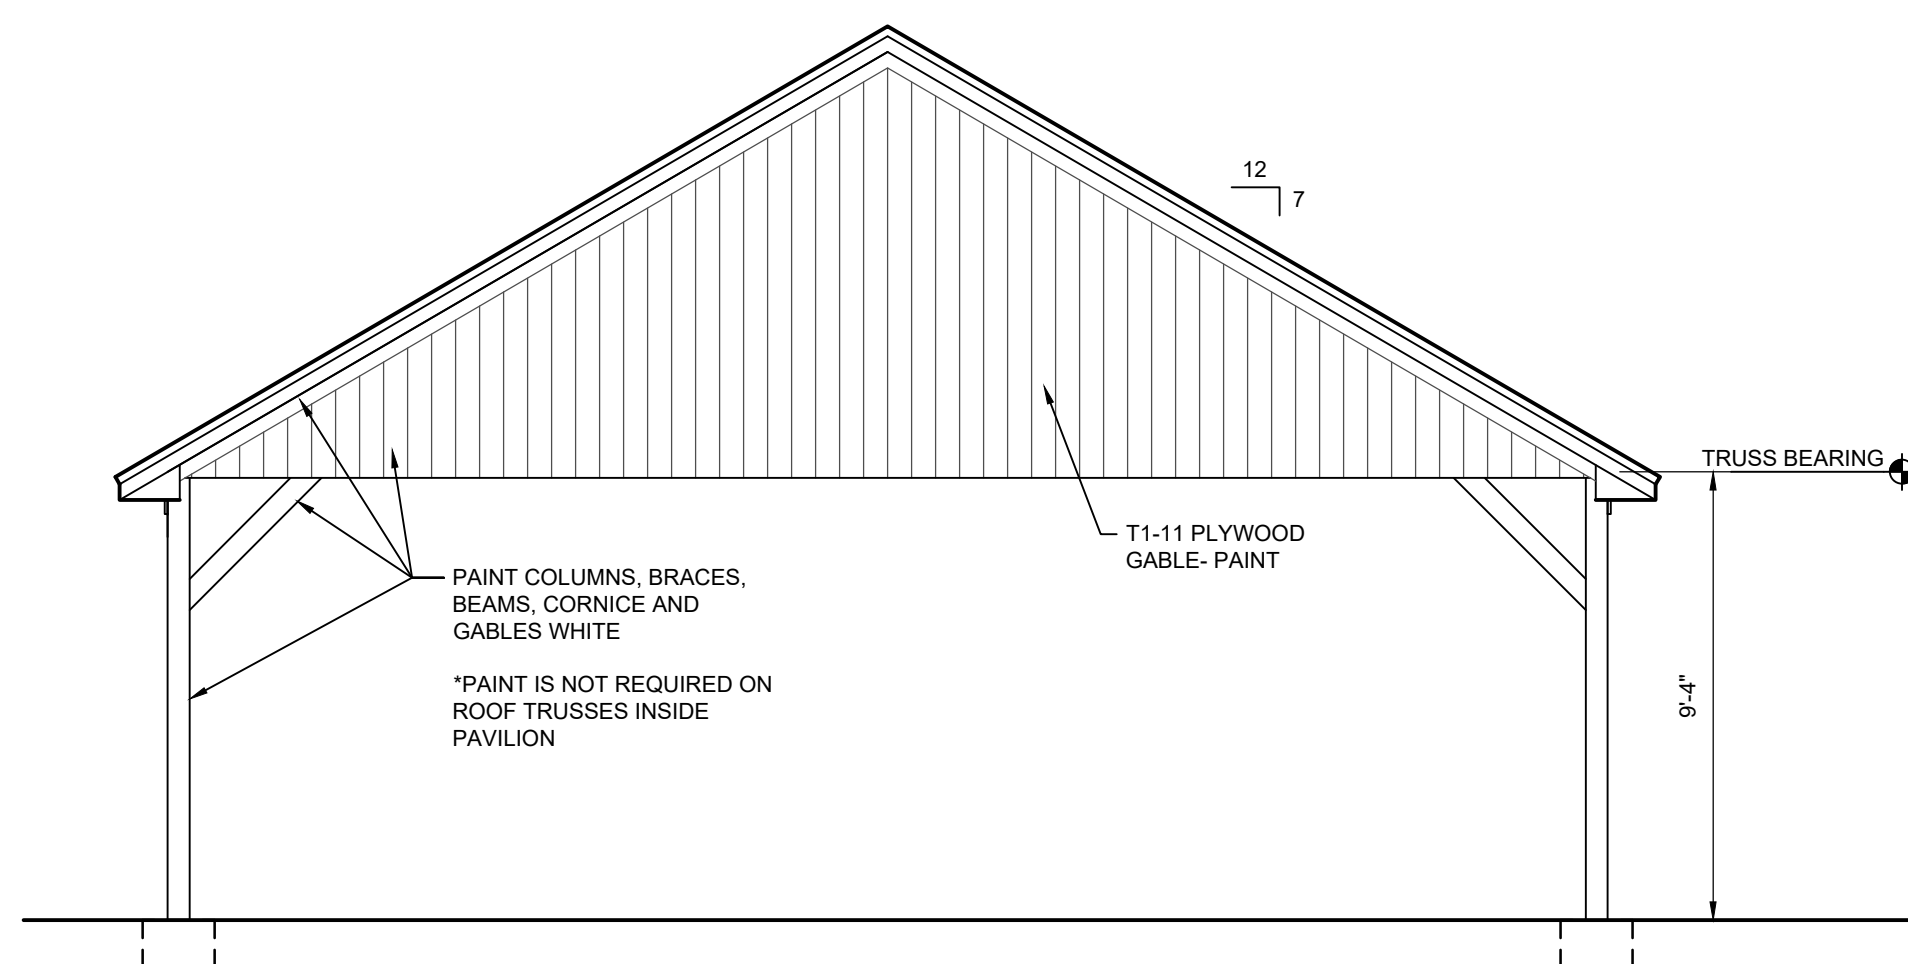 12
7
TRUSS BEARING
T1-11 PLYWOOD
GABLE- PAINT
PAINT COLUMNS, BRACES,
BEAMS, CORNICE AND
GABLES WHITE
*PAINT IS NOT REQUIRED ON
ROOF TRUSSES INSIDE
PAVILION
9'-4"